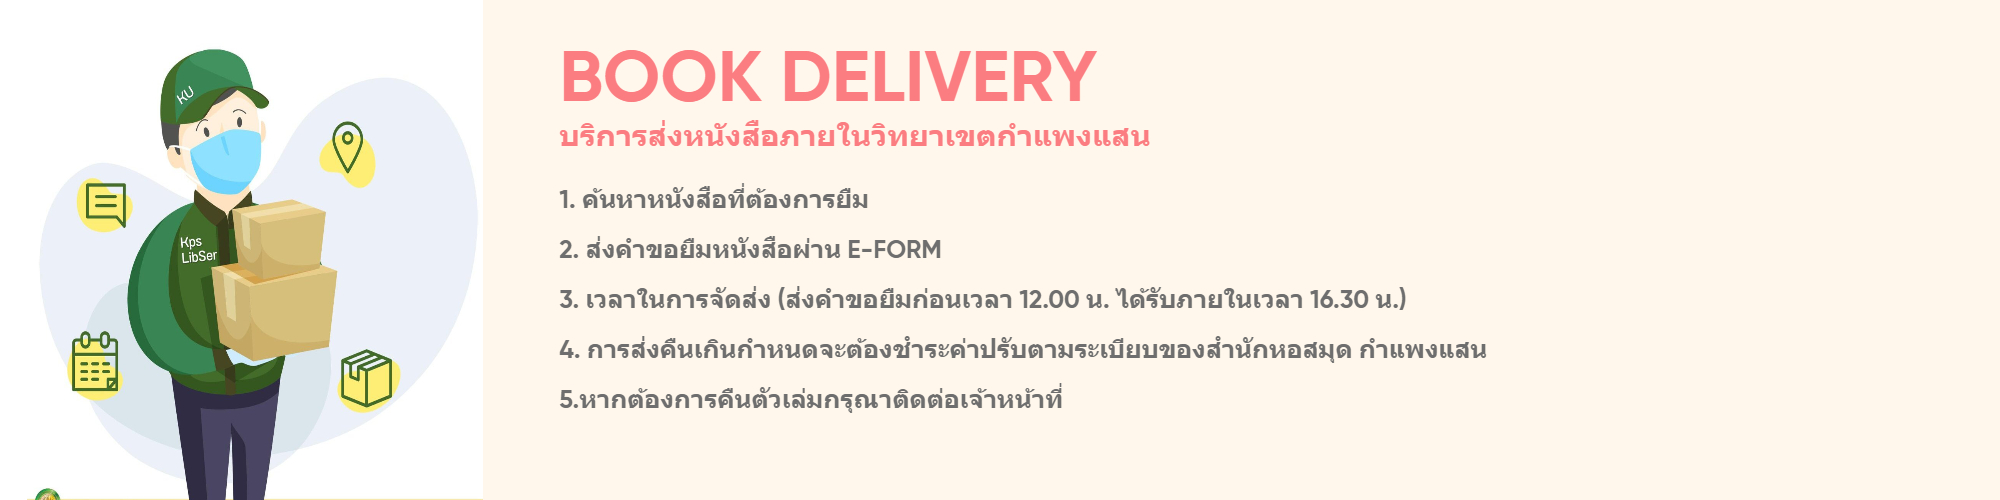 KU
Kps
LibSer
BOOK DELIVERY
บริการส่งหนังสือภายในวิทยาเขตกำแพงแสน
1. ค้นหาหนังสือที่ต้องการยืม
2. ส่งคำขอยืมหนังสือผ่าน E-FORM
3. เวลาในการจัดส่ง (ส่งคำขอยืมก่อนเวลา 12.00 น. ได้รับภายในเวลา 16.30 น.)
4. การส่งคืนเกินกำหนดจะต้องชำระค่าปรับตามระเบียบของสำนักหอสมุด กำแพงแสน
5.หากต้องการคืนตัวเล่มกรุณาติดต่อเจ้าหน้าที่